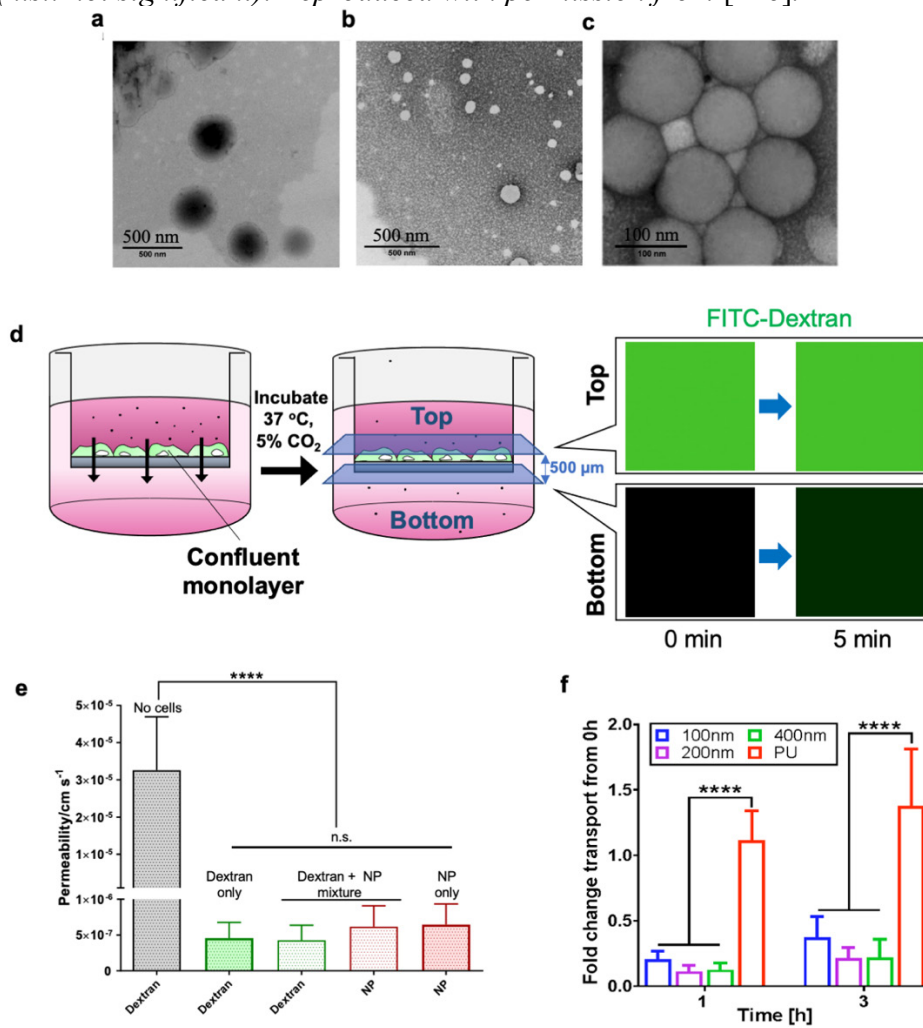 a
b
c
500 nm
500 nm
500 nm
500 nm
100 nm
100 nm
d
FITC-Dextran
Incubate
37 °C,
5% CO₂
Top
500 µm
Bottom
Confluent
monolayer
Top
Bottom
0 min
5 min
e
****
No cells
Permeability/cm s⁻¹
5×10⁻⁵
4×10⁻⁵
3×10⁻⁵
1×10⁻⁵
1×10⁻⁶
5×10⁻⁷
0
n.s.
Dextran
only
Dextran + NP
mixture
NP
only
Dextran
Dextran
Dextran
NP
NP
f
Fold change transport from 0h
2.0
1.5
1.0
0.5
0.0
100nm
400nm
200nm
PU
****
****
1
3
Time [h]